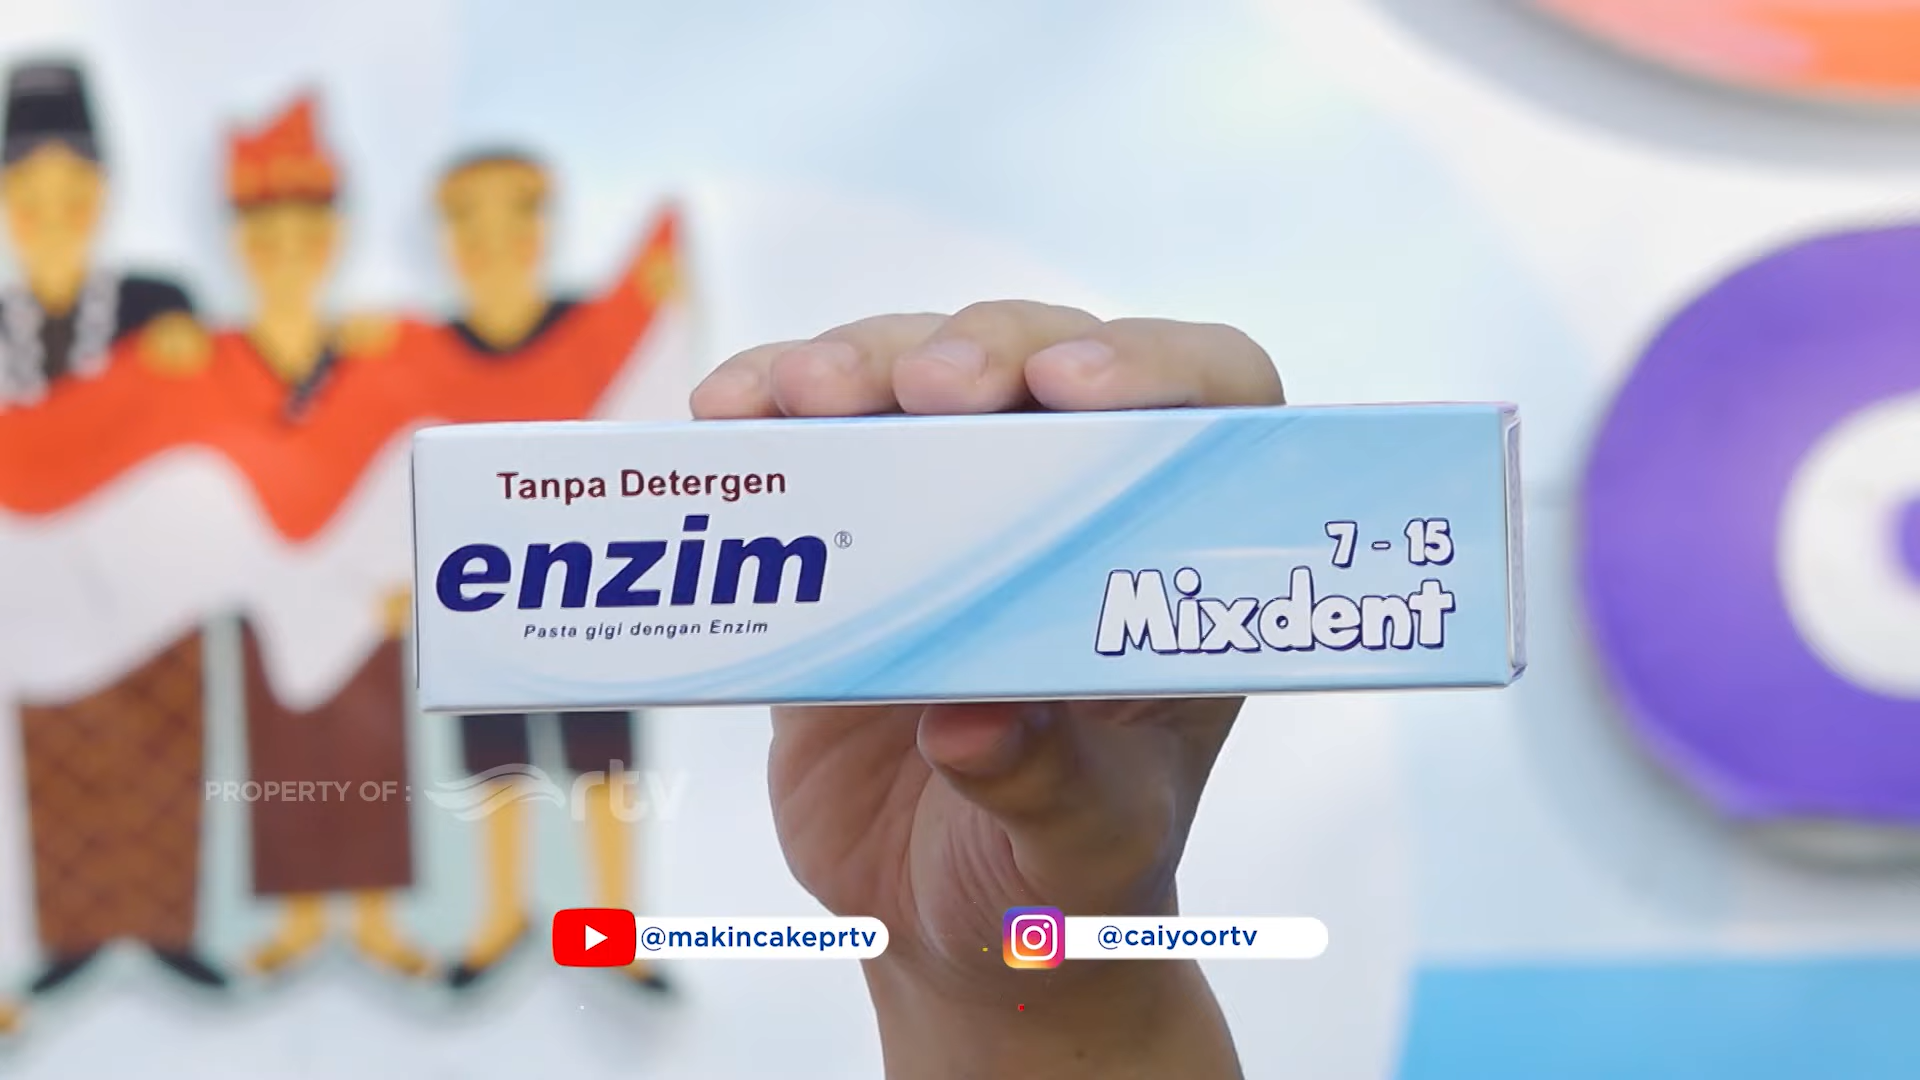 Tanpa Detergen
enzim®
Pasta gigi dengan Enzim
7 - 15
Mixdent
PROPERTY OF : rtv
@makincakeprtv
@caiyoortv